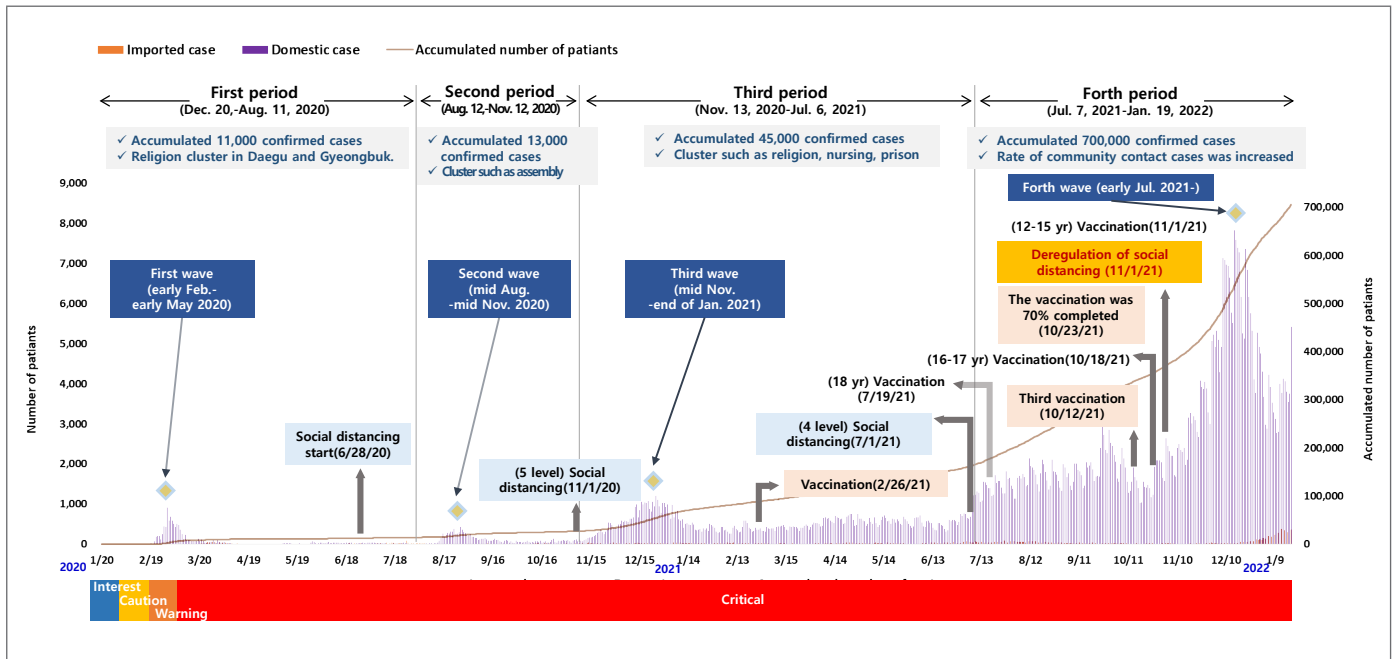 Imported case
Domestic case
Accumulated number of patiants
First period
(Dec. 20,-Aug. 11, 2020)
Second period
(Aug. 12,-Nov. 12, 2020)
Third period
(Nov. 13, 2020-Jul. 6, 2021)
Forth period
(Jul. 7, 2021-Jan. 19, 2022)
✓ Accumulated 11,000 confirmed cases
✓ Religion cluster in Daegu and Gyeongbuk.
✓ Accumulated 13,000
confirmed cases
✓ Cluster such as assembly
✓ Accumulated 45,000 confirmed cases
✓ Cluster such as religion, nursing, prison
✓ Accumulated 700,000 confirmed cases
✓ Rate of community contact cases was increased
Number of patiants
9,000
8,000
7,000
6,000
5,000
4,000
3,000
2,000
1,000
0
First wave
(early Feb.-
early May 2020)
Social distancing
start(6/28/20)
Second wave
(mid Aug.
-mid Nov. 2020)
(5 level) Social
distancing(11/1/20)
Third wave
(mid Nov.
-end of Jan. 2021)
Vaccination(2/26/21)
(4 level) Social
distancing(7/1/21)
(18 yr) Vaccination
(7/19/21)
(16-17 yr) Vaccination(10/18/21)
Third vaccination
(10/12/21)
The vaccination was
70% completed
(10/23/21)
Deregulation of social
distancing (11/1/21)
(12-15 yr) Vaccination(11/1/21)
Forth wave (early Jul. 2021-)
700,000
600,000
500,000
400,000
300,000
200,000
100,000
0
Accumulated number of patiants
1/20 2/19 3/20 4/19 5/19 6/18 7/18 8/17 9/16 10/16 11/15 12/15 1/14 2/13 3/15 4/14 5/14 6/13 7/13 8/12 9/11 10/11 11/10 12/10 1/9
2020 2021 2022
Interest
Caution
Warning
Critical